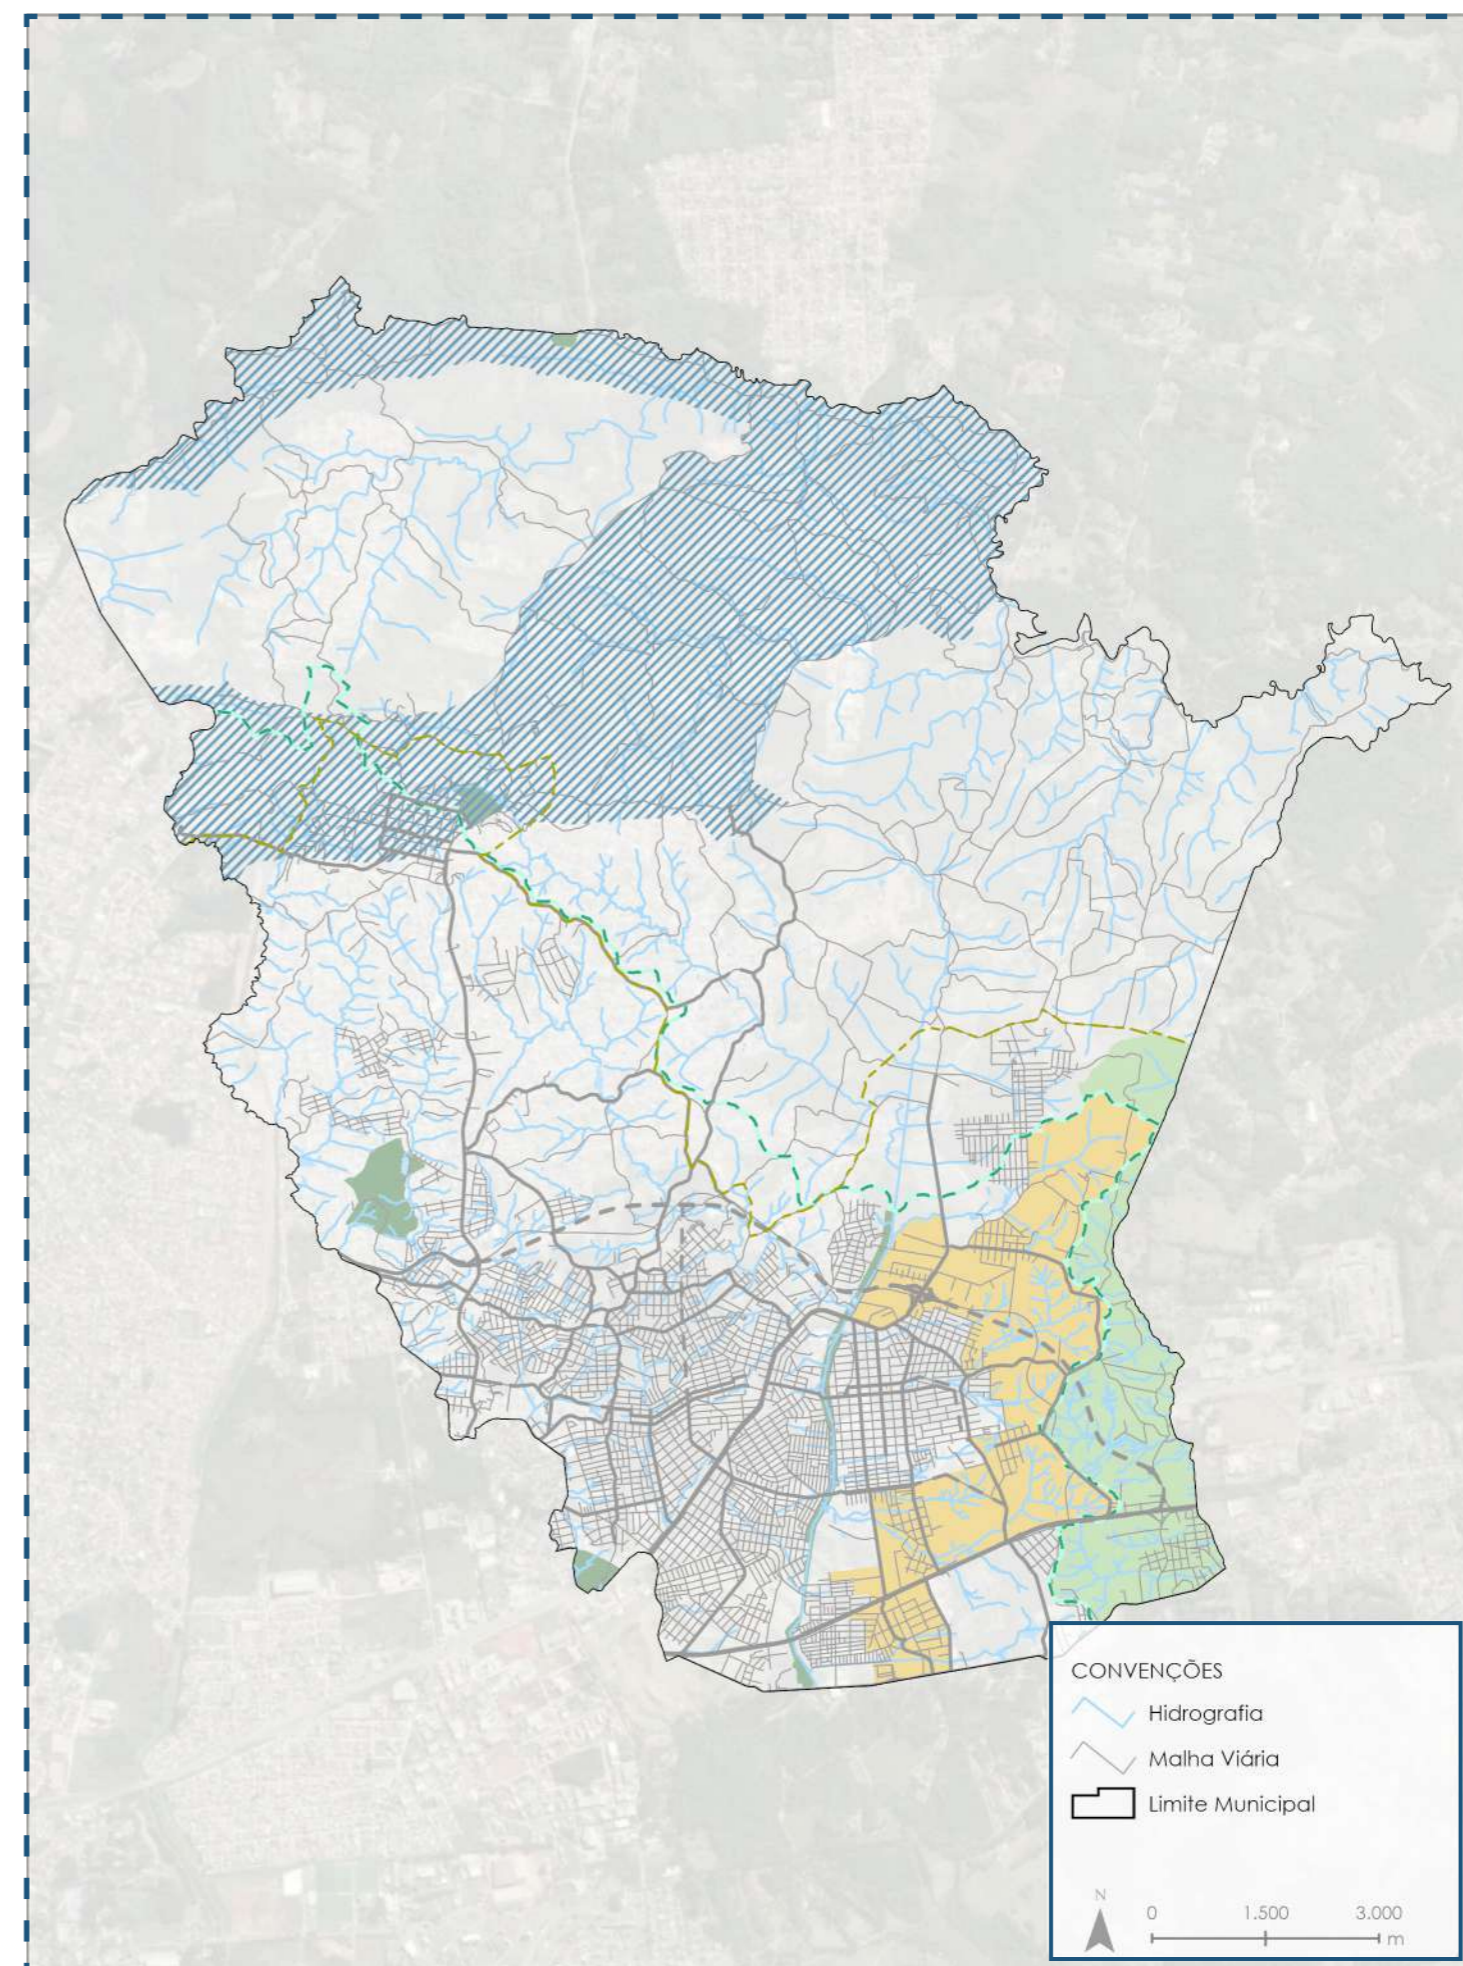 CONVENÇÕES
Hidrografia
Malha Viária
Limite Municipal
N
0 1.500 3.000
m